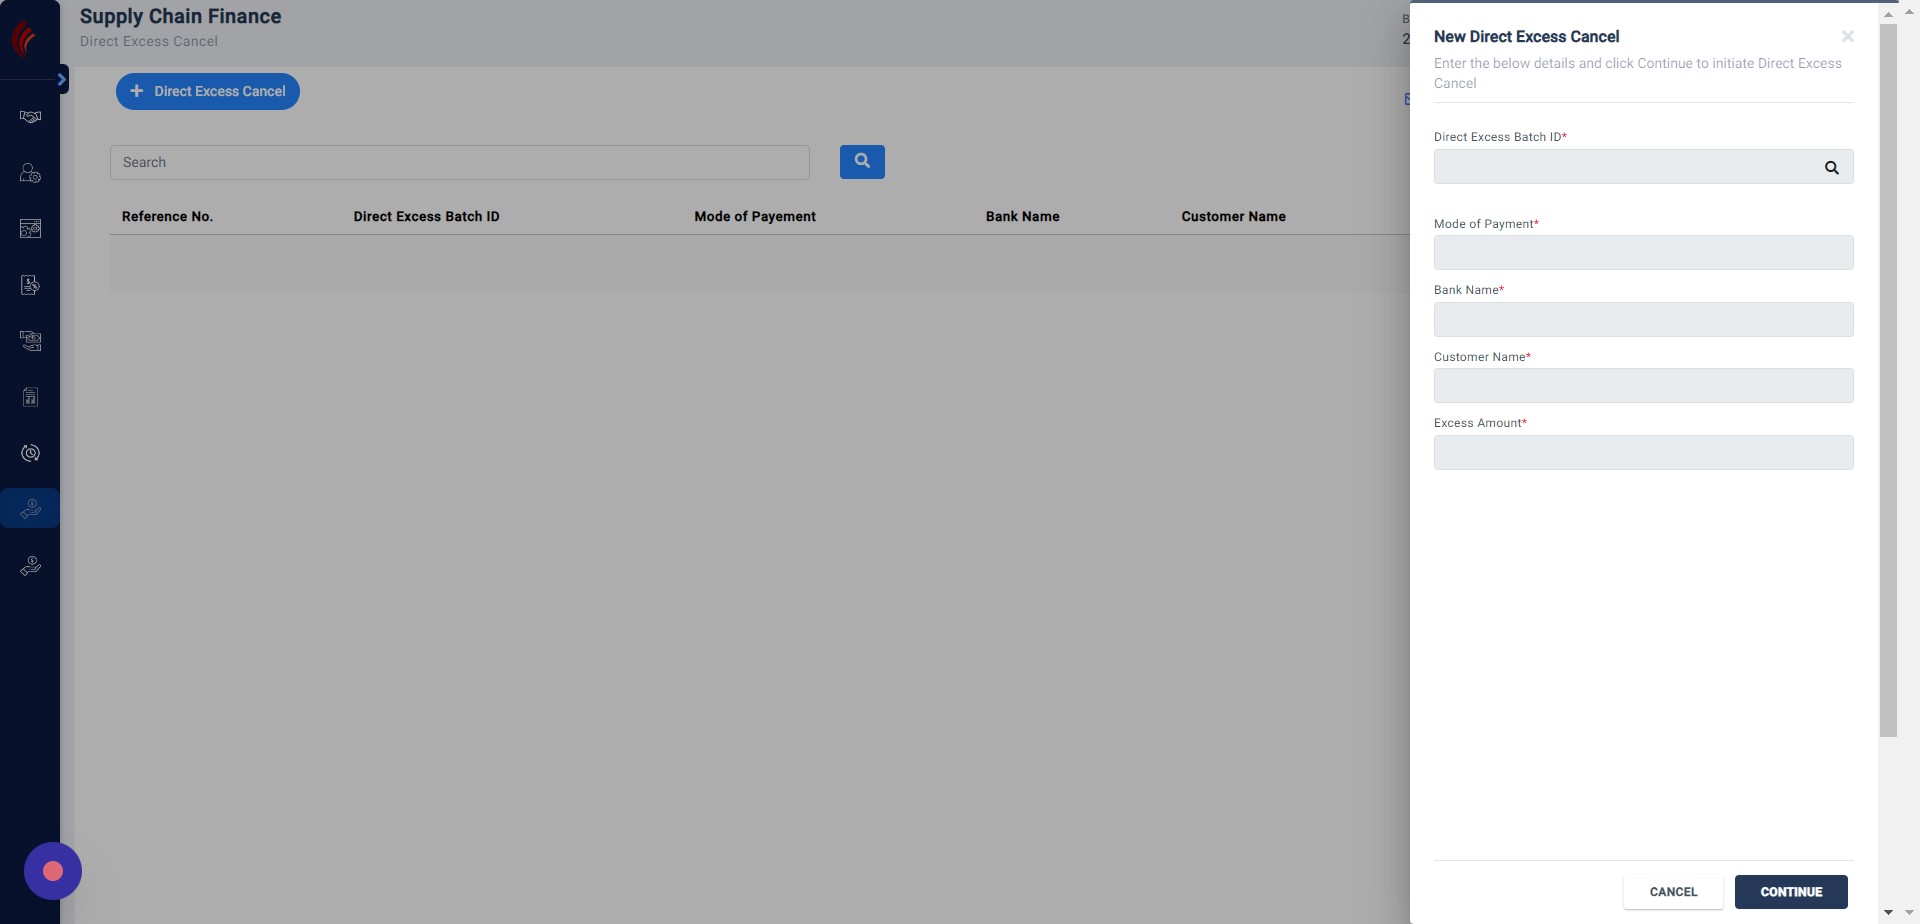 Supply Chain Finance
Direct Excess Cancel
Direct Excess Cancel
Search
Reference No. Direct Excess Batch ID Mode of Payement Bank Name Customer Name
New Direct Excess Cancel
Enter the below details and click Continue to initiate Direct Excess
Cancel
Direct Excess Batch ID*
Mode of Payment*
Bank Name*
Customer Name*
Excess Amount*
CANCEL CONTINUE